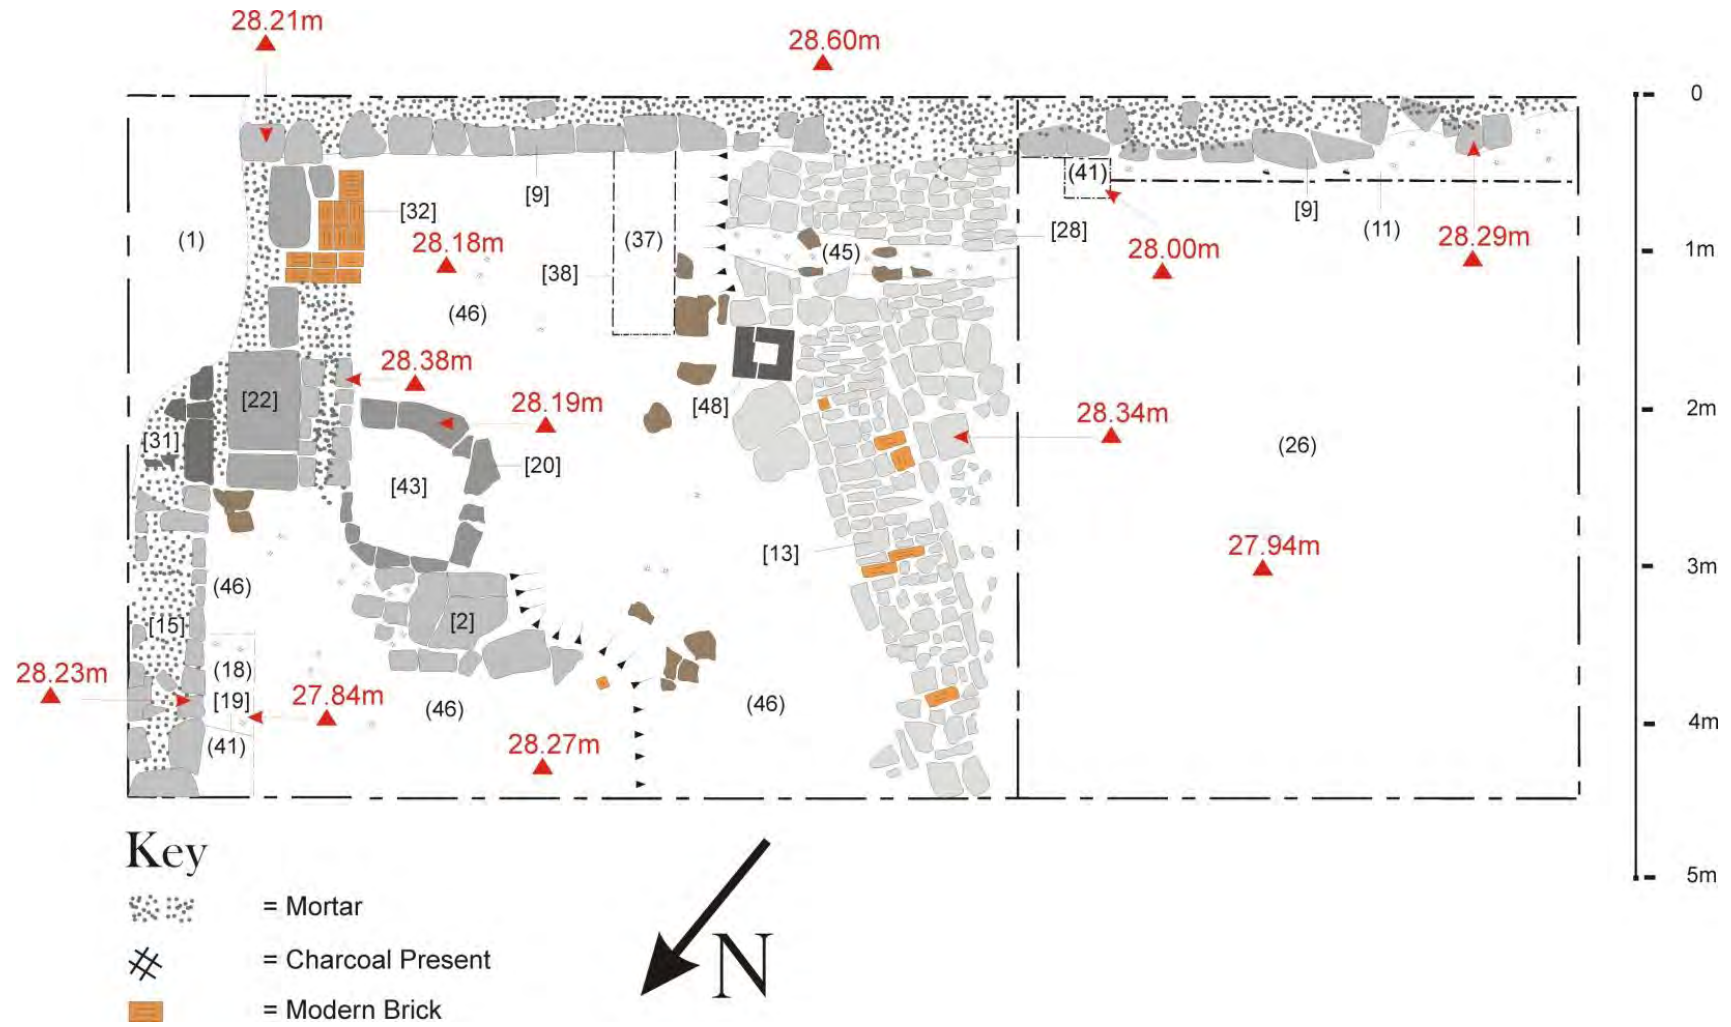 28.21m
28.60m
0
[9]
(41)
[32]
(1)
(37)
(45)
[28]
[9]
(11)
28.18m
28.00m
28.29m
1m
[38]
(46)
28.38m
28.19m
[22]
[48]
28.34m
2m
[31]
[20]
(26)
[43]
[13]
27.94m
3m
(46)
[15]
[2]
(18)
28.23m
[19]
27.84m
(46)
(46)
4m
(41)
28.27m
5m
Key
= Mortar
N
= Charcoal Present
= Modern Brick